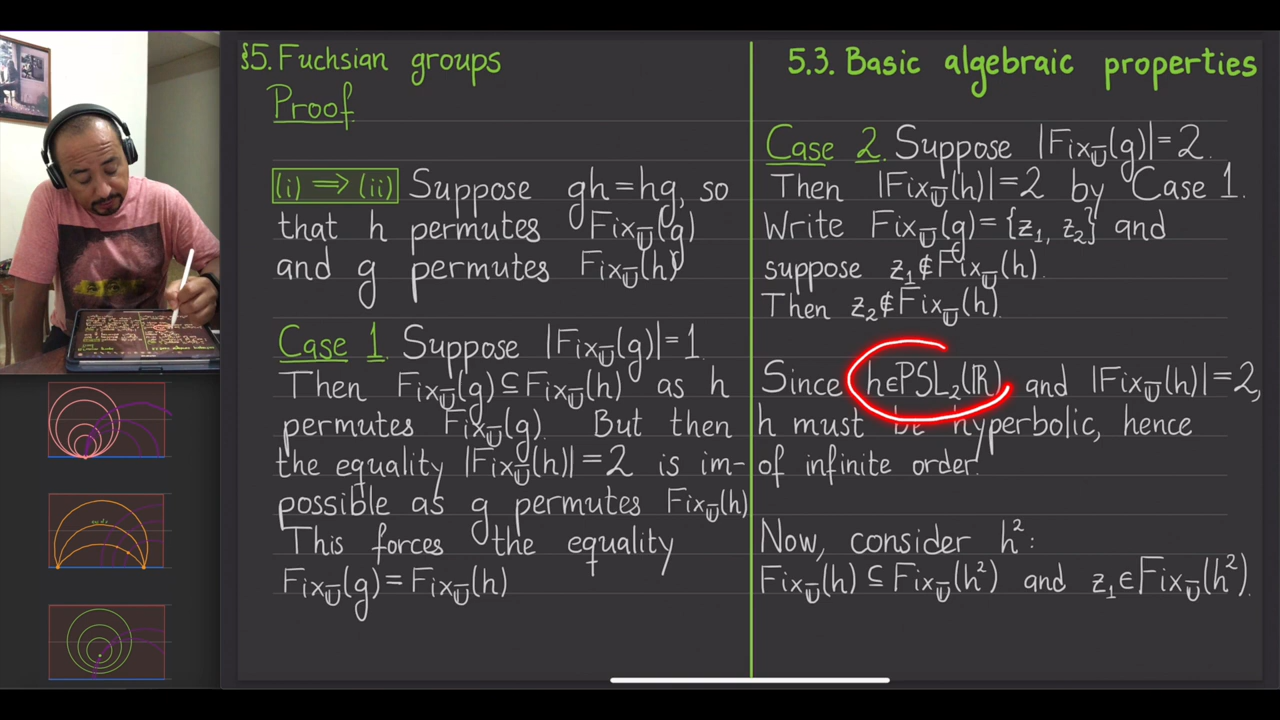 §5. Fuchsian groups
Proof
(i) ⟹ (ii) Suppose gh=hg, so
that h permutes Fix_U̅(g)
and g permutes Fix_U̅(h)
Case 1 Suppose |Fix_U̅(g)|=1.
Then Fix_U̅(g)⊆Fix_U̅(h) as h
permutes Fix_U̅(g). But then
the equality |Fix_U̅(h)|=2 is im-
possible as g permutes Fix_U̅(h)
This forces the equality
Fix_U̅(g)=Fix_U̅(h)
5.3. Basic algebraic properties
Case 2. Suppose |Fix_U̅(g)|=2.
Then |Fix_U̅(h)|=2 by Case 1.
Write Fix_U̅(g)={z₁, z₂} and
suppose z₁∉Fix_U̅(h).
Then z₂∉Fix_U̅(h).
Since h∈PSL₂(ℝ) and |Fix_U̅(h)|=2,
h must be hyperbolic, hence
of infinite order.
Now, consider h²:
Fix_U̅(h)⊆Fix_U̅(h²) and z₁∈Fix_U̅(h²).